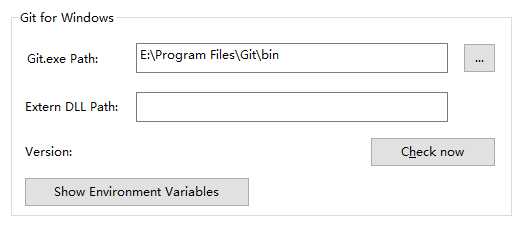 Git for Windows
Git.exe Path:
E:\Program Files\Git\bin
...
Extern DLL Path:
Version:
Check now
Show Environment Variables